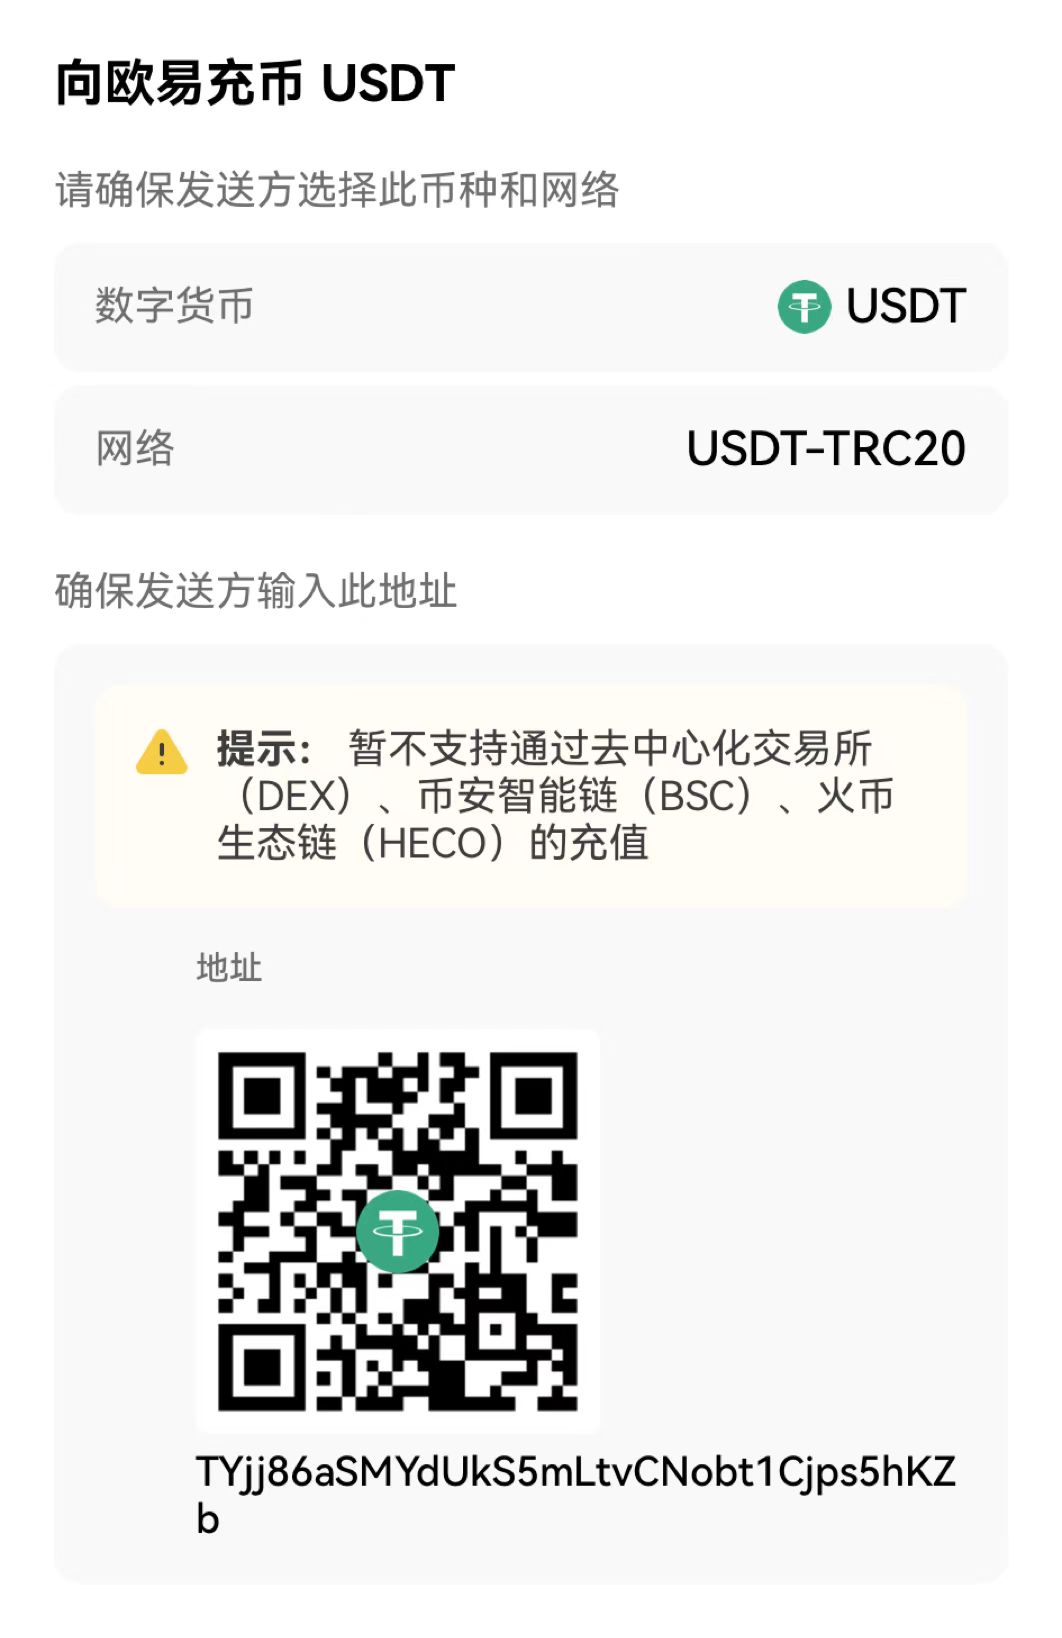 向欧易充币 USDT
请确保发送方选择此币种和网络
数字货币 USDT
网络 USDT-TRC20
确保发送方输入此地址
提示： 暂不支持通过去中心化交易所
（DEX）、币安智能链（BSC）、火币
生态链（HECO）的充值
地址
TYjj86aSMYdUkS5mLtvCNobt1Cjps5hKZ
b